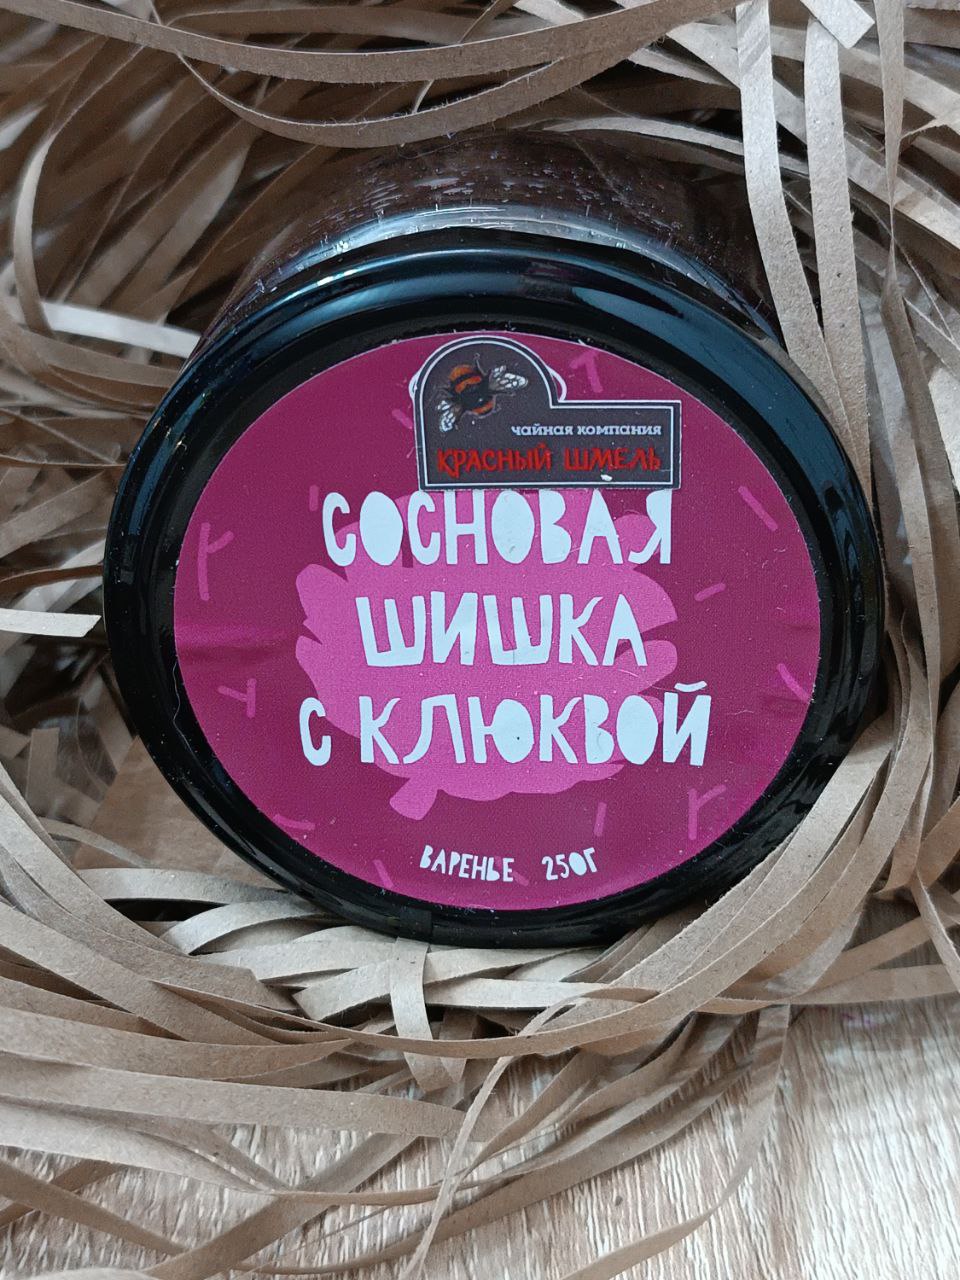 чайная компания
КРАСНЫЙ ШМЕЛЬ
СОСНОВАЯ
ШИШКА
С КЛЮКВОЙ
ВАРЕНЬЕ 250Г